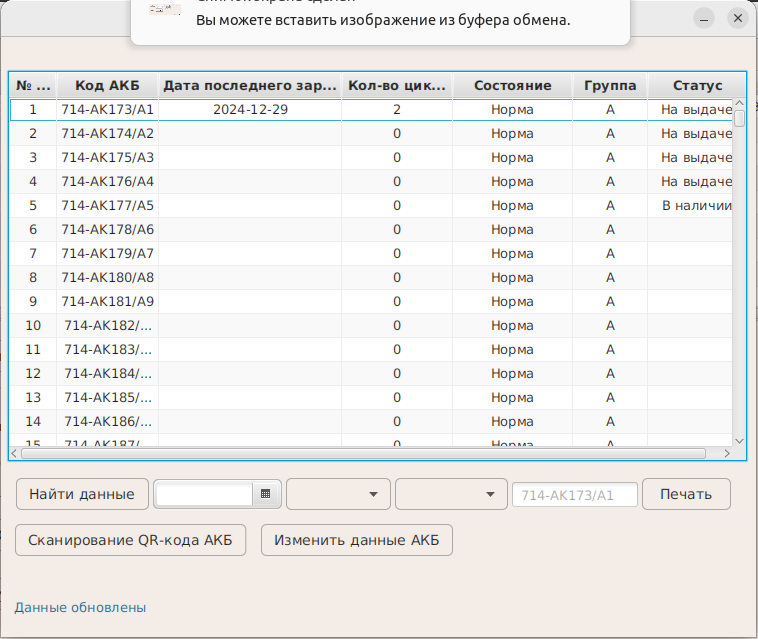 Вы можете вставить изображение из буфера обмена.
№ ... Код АКБ Дата последнего зар... Кол-во цик... Состояние Группа Статус
1 714-AK173/A1 2024-12-29 2 Норма A На выдаче
2 714-AK174/A2 0 Норма A На выдаче
3 714-AK175/A3 0 Норма A На выдаче
4 714-AK176/A4 0 Норма A На выдаче
5 714-AK177/A5 0 Норма A В наличии
6 714-AK178/A6 0 Норма A
7 714-AK179/A7 0 Норма A
8 714-AK180/A8 0 Норма A
9 714-AK181/A9 0 Норма A
10 714-AK182/... 0 Норма A
11 714-AK183/... 0 Норма A
12 714-AK184/... 0 Норма A
13 714-AK185/... 0 Норма A
14 714-AK186/... 0 Норма A
15 714-AK187/... 0 Норма A
Найти данные 714-AK173/A1 Печать
Сканирование QR-кода АКБ Изменить данные АКБ
Данные обновлены